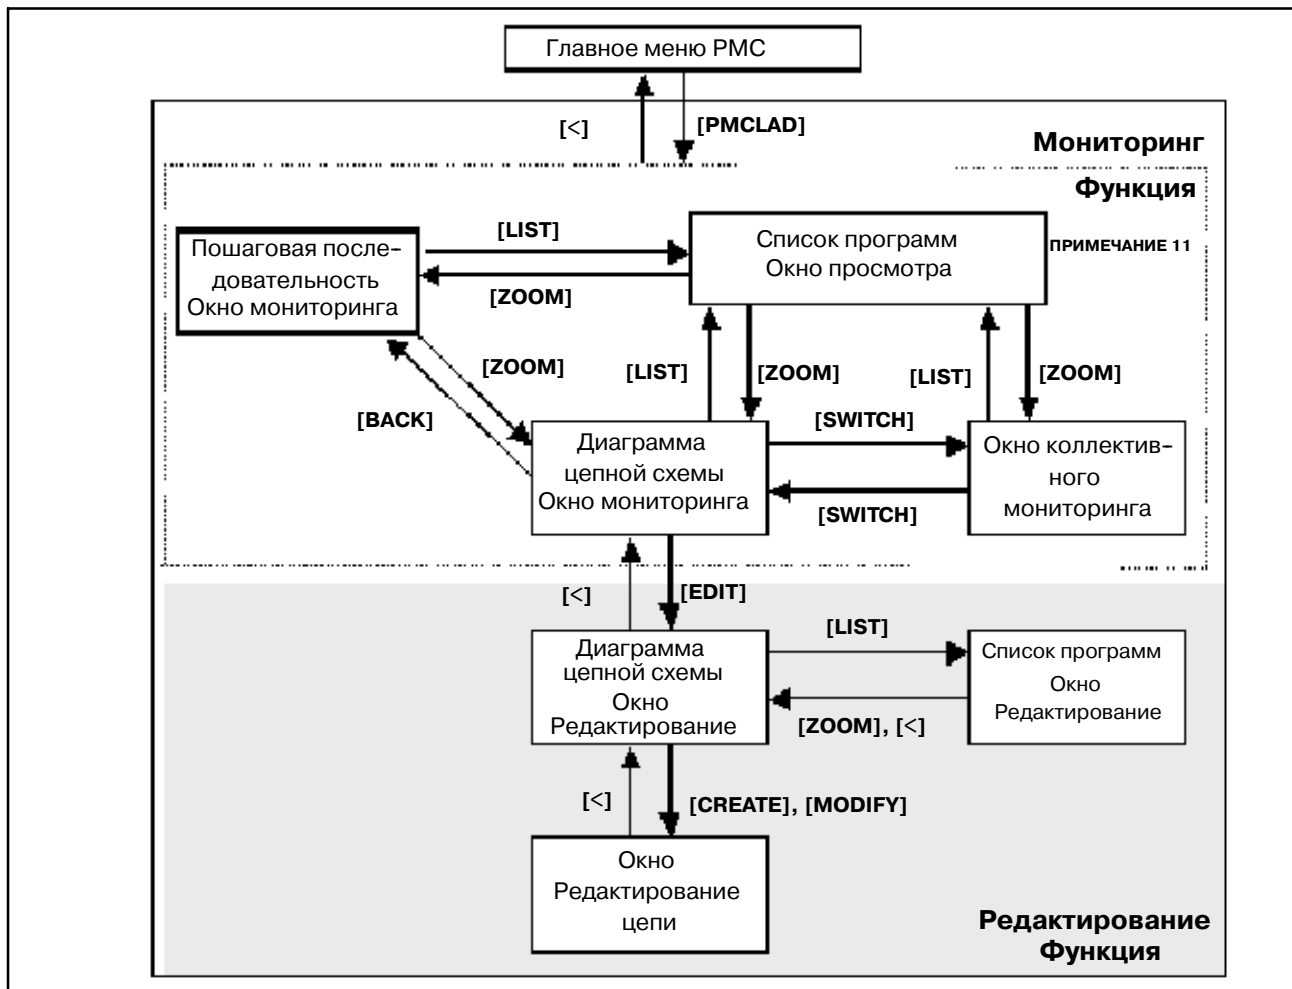 Главное меню PMC
[<]
[PMCLAD]
Мониторинг
Функция
[LIST]
[ZOOM]
Пошаговая после-
довательность
Окно мониторинга
Список программ
Окно просмотра
ПРИМЕЧАНИЕ 11
[ZOOM]
[BACK]
[LIST]
[ZOOM]
[LIST]
[ZOOM]
[SWITCH]
[SWITCH]
Диаграмма
цепной схемы
Окно мониторинга
Окно коллектив-
ного
мониторинга
[<]
[EDIT]
[LIST]
[ZOOM], [<]
Диаграмма
цепной схемы
Окно
Редактирование
Список программ
Окно
Редактирование
[<]
[CREATE], [MODIFY]
Окно
Редактирование
цепи
Редактирование
Функция